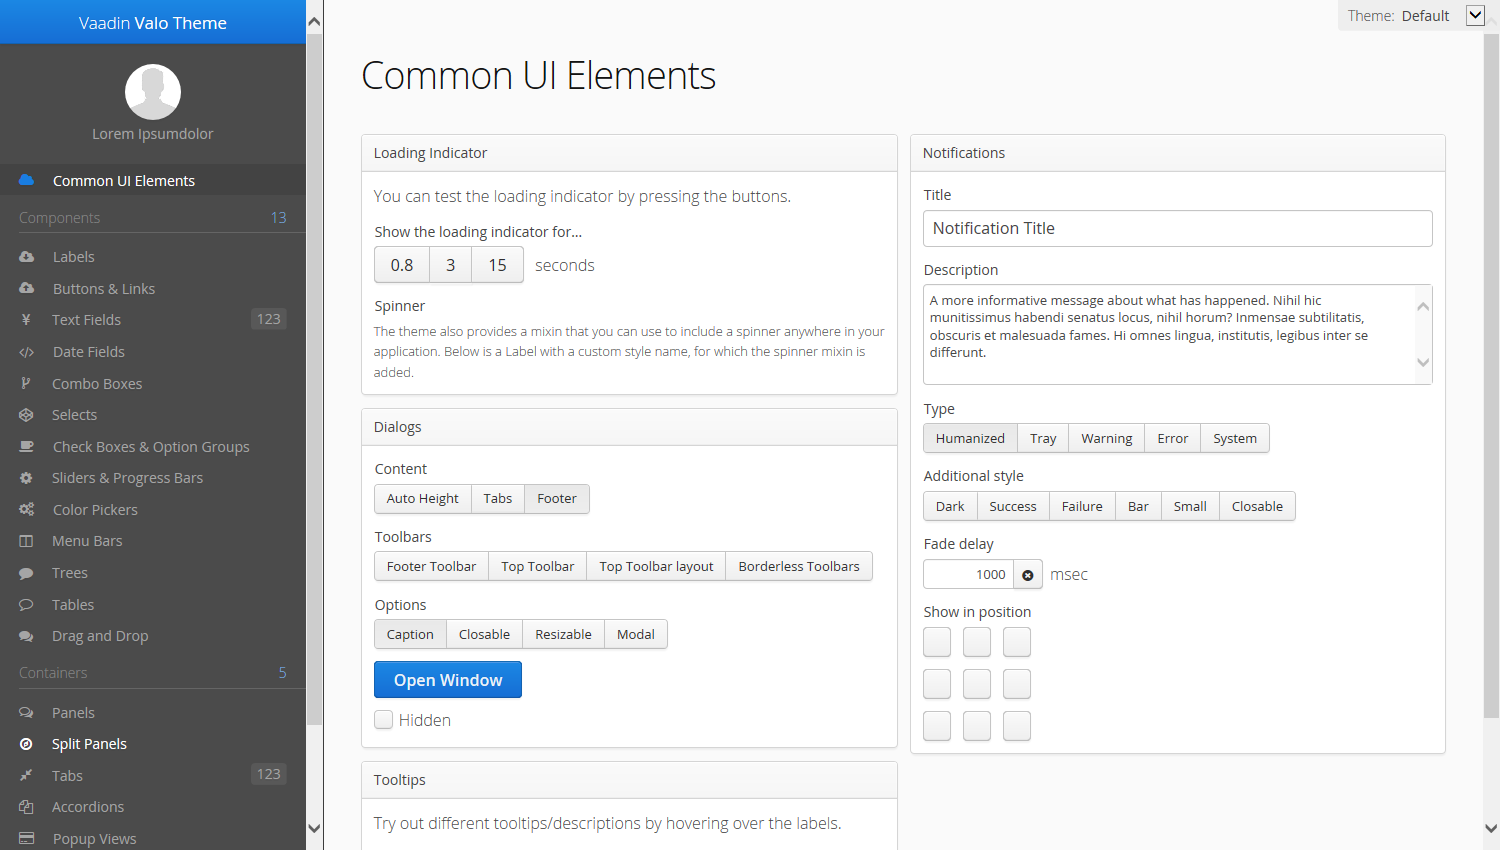 Vaadin Valo Theme
Lorem Ipsumdolor
Common UI Elements
Components 13
Labels
Buttons & Links
Text Fields 123
Date Fields
Combo Boxes
Selects
Check Boxes & Option Groups
Sliders & Progress Bars
Color Pickers
Menu Bars
Trees
Tables
Drag and Drop
Containers 5
Panels
Split Panels
Tabs 123
Accordions
Popup Views
Theme: Default
Common UI Elements
Loading Indicator
You can test the loading indicator by pressing the buttons.
Show the loading indicator for...
0.8 3 15 seconds
Spinner
The theme also provides a mixin that you can use to include a spinner anywhere in your
application. Below is a Label with a custom style name, for which the spinner mixin is
added.
Dialogs
Content
Auto Height Tabs Footer
Toolbars
Footer Toolbar Top Toolbar Top Toolbar layout Borderless Toolbars
Options
Caption Closable Resizable Modal
Open Window
Hidden
Tooltips
Try out different tooltips/descriptions by hovering over the labels.
Notifications
Title
Notification Title
Description
A more informative message about what has happened. Nihil hic
munitissimus habendi senatus locus, nihil horum? Inmensae subtilitatis,
obscuris et malesuada fames. Hi omnes lingua, institutis, legibus inter se
differunt.
Type
Humanized Tray Warning Error System
Additional style
Dark Success Failure Bar Small Closable
Fade delay
1000 msec
Show in position